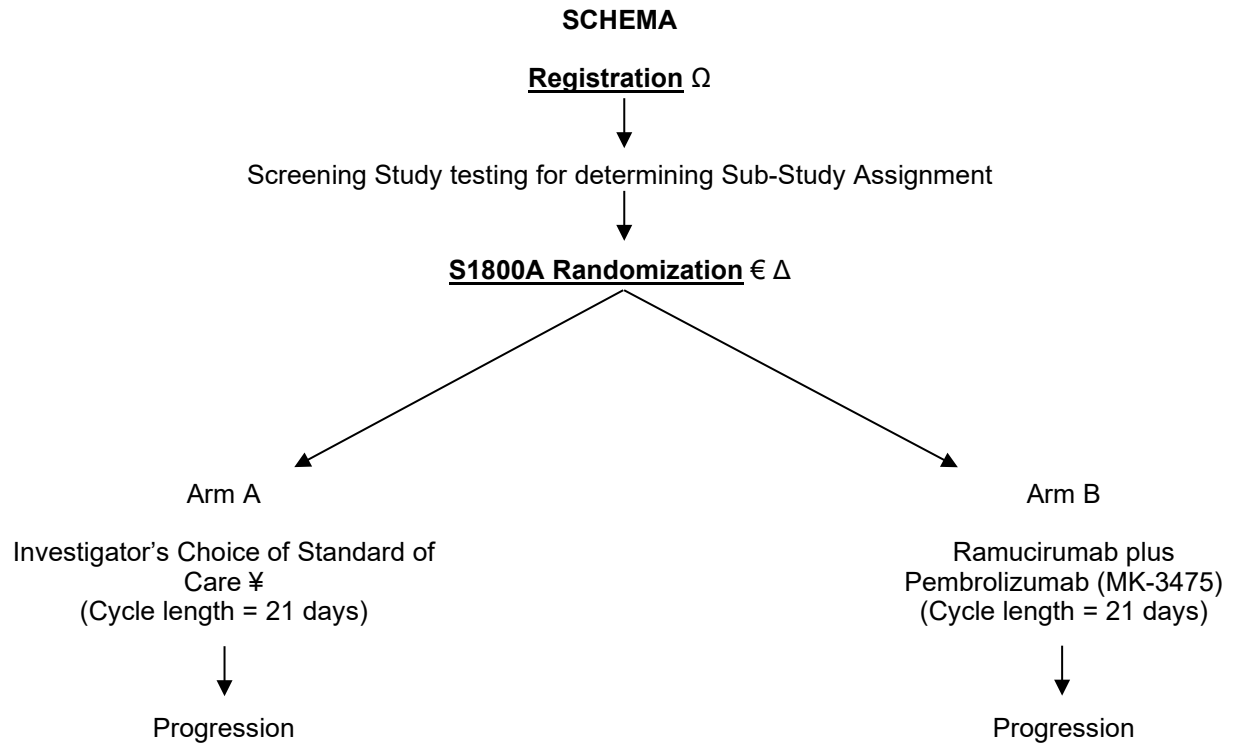 SCHEMA
Registration Ω
Screening Study testing for determining Sub-Study Assignment
S1800A Randomization € Δ
Arm A
Investigator’s Choice of Standard of
Care ¥
(Cycle length = 21 days)
Progression
Arm B
Ramucirumab plus
Pembrolizumab (MK-3475)
(Cycle length = 21 days)
Progression